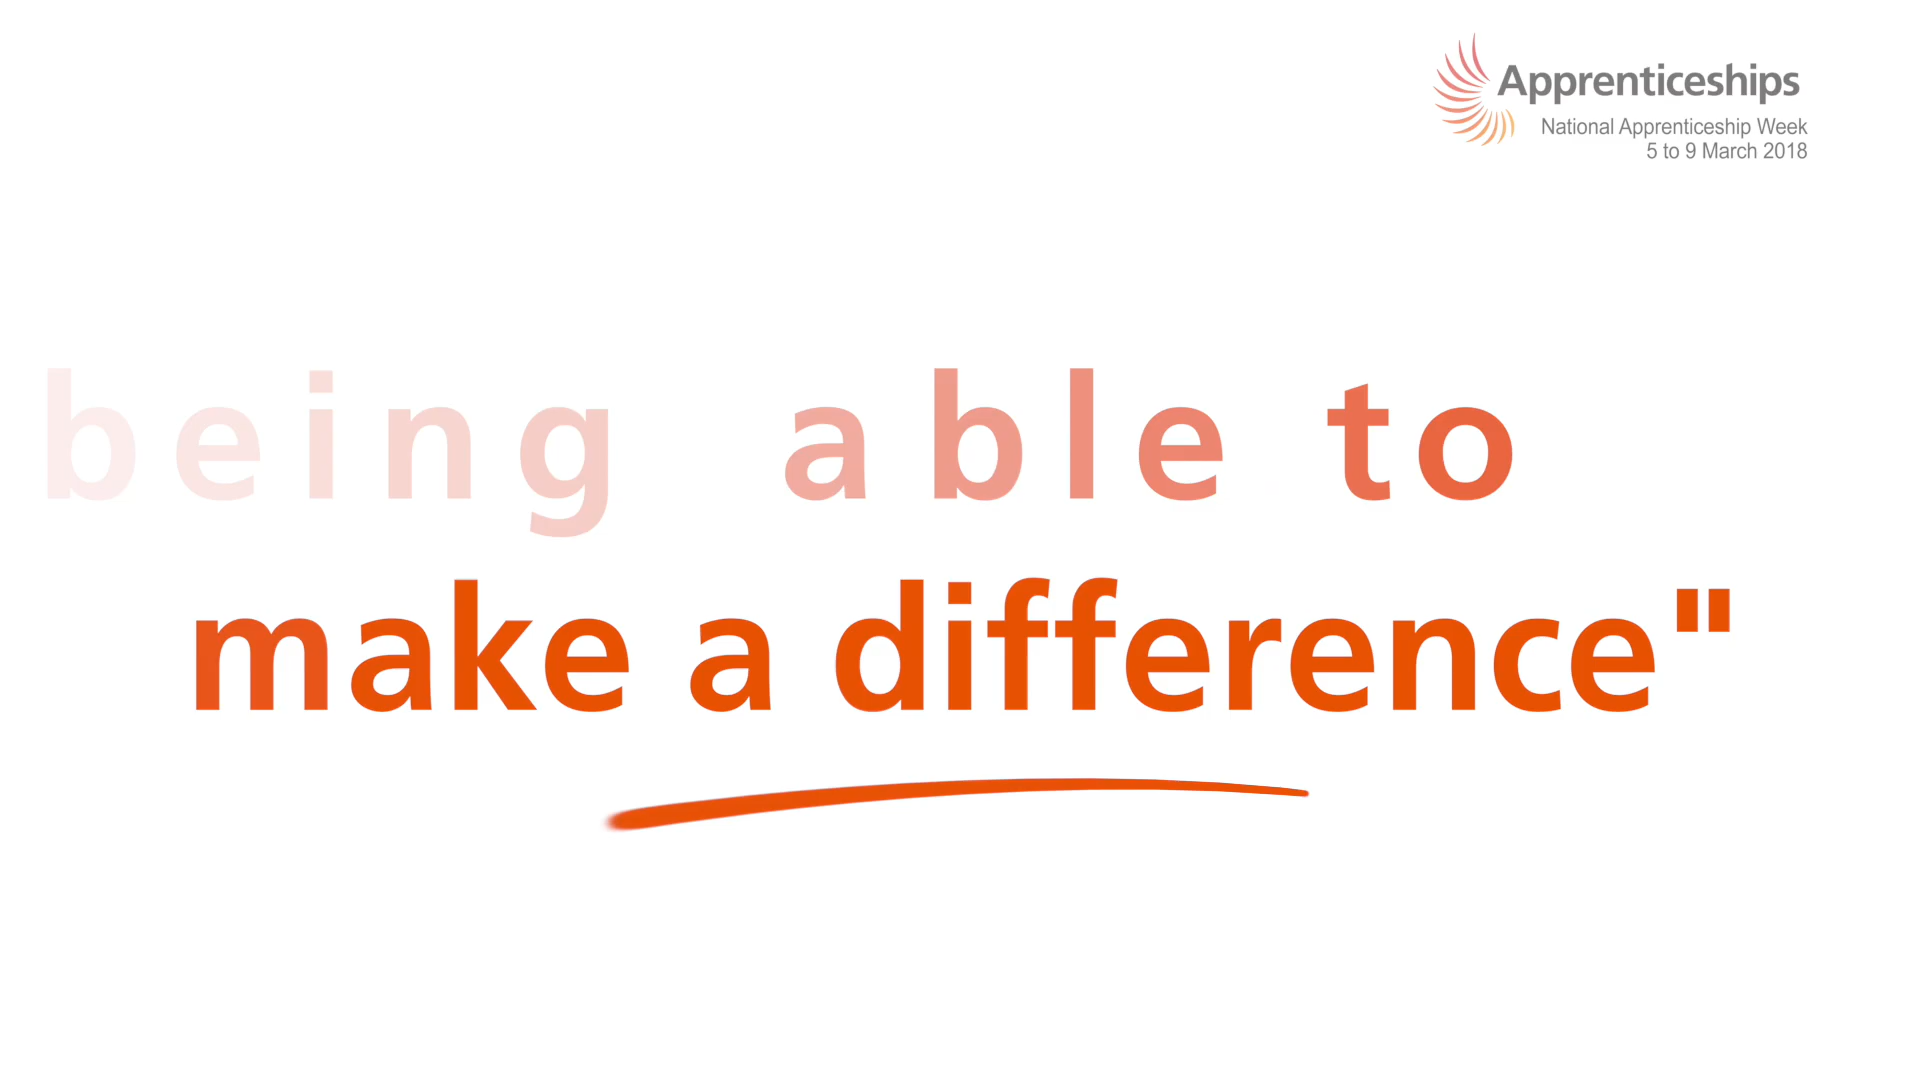 Apprenticeships
National Apprenticeship Week
5 to 9 March 2018
being able to
make a difference"